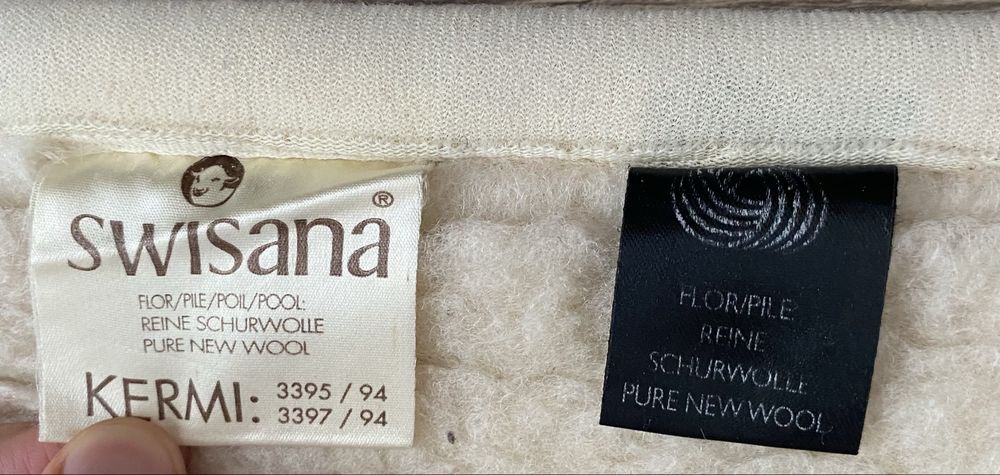 swisana®
FLOR/PILE/POIL/POOL:
REINE SCHURWOLLE
PURE NEW WOOL
KERMI: 3395 / 94
3397 / 94
FLOR/PILE
REINE
SCHURWOLLE
PURE NEW WOOL